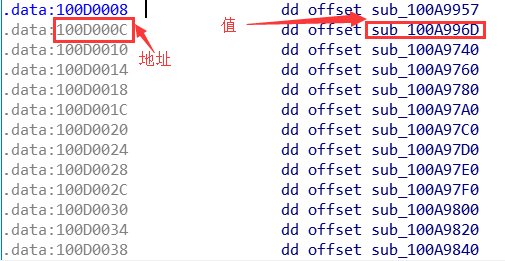 .data:100D0008 dd offset sub_100A9957
值
.data:100D000C dd offset sub_100A996D
地址
.data:100D0010 dd offset sub_100A9740
.data:100D0014 dd offset sub_100A9760
.data:100D0018 dd offset sub_100A9780
.data:100D001C dd offset sub_100A97A0
.data:100D0020 dd offset sub_100A97C0
.data:100D0024 dd offset sub_100A97D0
.data:100D0028 dd offset sub_100A97E0
.data:100D002C dd offset sub_100A97F0
.data:100D0030 dd offset sub_100A9800
.data:100D0034 dd offset sub_100A9820
.data:100D0038 dd offset sub_100A9840